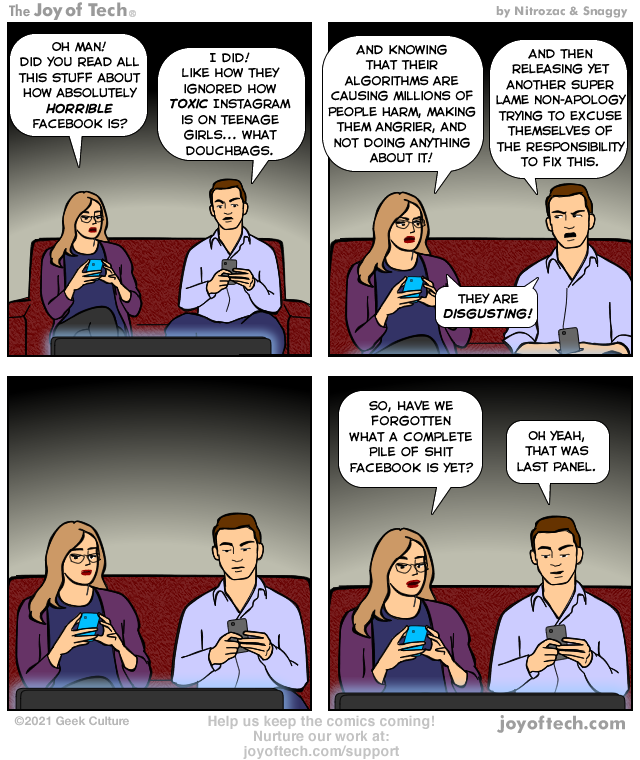 The Joy of Tech®
by Nitrozac & Snaggy
OH MAN!
DID YOU READ ALL
THIS STUFF ABOUT
HOW ABSOLUTELY
HORRIBLE
FACEBOOK IS?
I DID!
LIKE HOW THEY
IGNORED HOW
TOXIC INSTAGRAM
IS ON TEENAGE
GIRLS... WHAT
DOUCHBAGS.
AND KNOWING
THAT THEIR
ALGORITHMS ARE
CAUSING MILLIONS OF
PEOPLE HARM, MAKING
THEM ANGRIER, AND
NOT DOING ANYTHING
ABOUT IT!
AND THEN
RELEASING YET
ANOTHER SUPER
LAME NON-APOLOGY
TRYING TO EXCUSE
THEMSELVES OF
THE RESPONSIBILITY
TO FIX THIS.
THEY ARE
DISGUSTING!
SO, HAVE WE
FORGOTTEN
WHAT A COMPLETE
PILE OF SHIT
FACEBOOK IS YET?
OH YEAH,
THAT WAS
LAST PANEL.
©2021 Geek Culture
Help us keep the comics coming!
Nurture our work at:
joyoftech.com/support
joyoftech.com